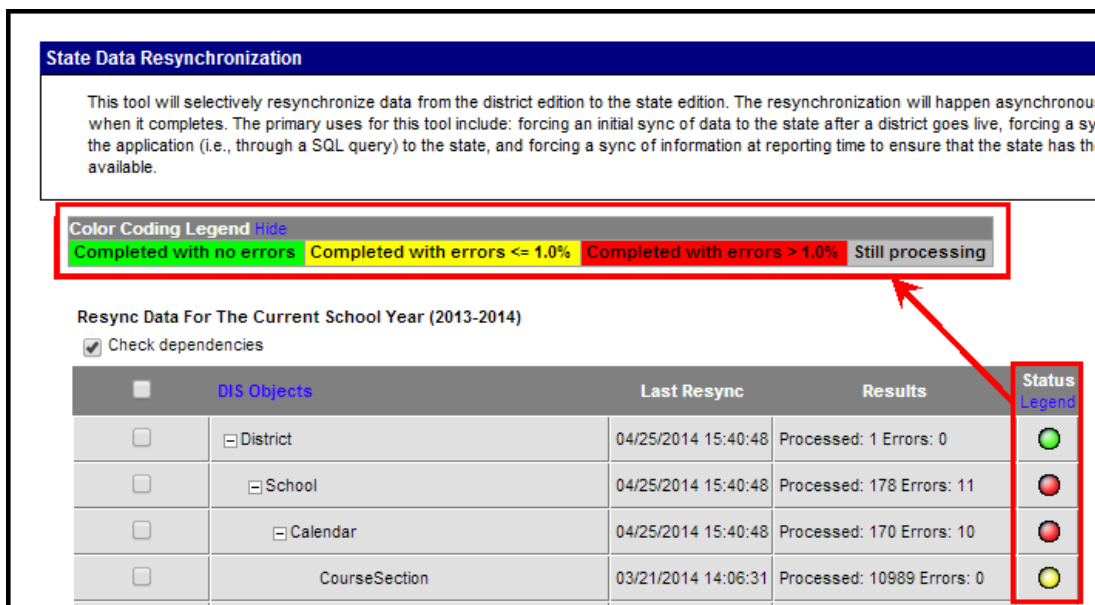 State Data Resynchronization
This tool will selectively resynchronize data from the district edition to the state edition. The resynchronization will happen
when it completes. The primary uses for this tool include: forcing an initial sync of data to the state after a district goes live, forcing a
the application (i.e., through a SQL query) to the state, and forcing a sync of information at reporting time to ensure that the state has
available.
Color Coding Legend Hide
Completed with no errors Completed with errors <= 1.0% Completed with errors > 1.0% Still processing
Resync Data For The Current School Year (2013-2014)
Check dependencies
DIS Objects Last Resync Results Status
Legend
District 04/25/2014 15:40:48 Processed: 1 Errors: 0
School 04/25/2014 15:40:48 Processed: 178 Errors: 11
Calendar 04/25/2014 15:40:48 Processed: 170 Errors: 10
CourseSection 03/21/2014 14:06:31 Processed: 10989 Errors: 0